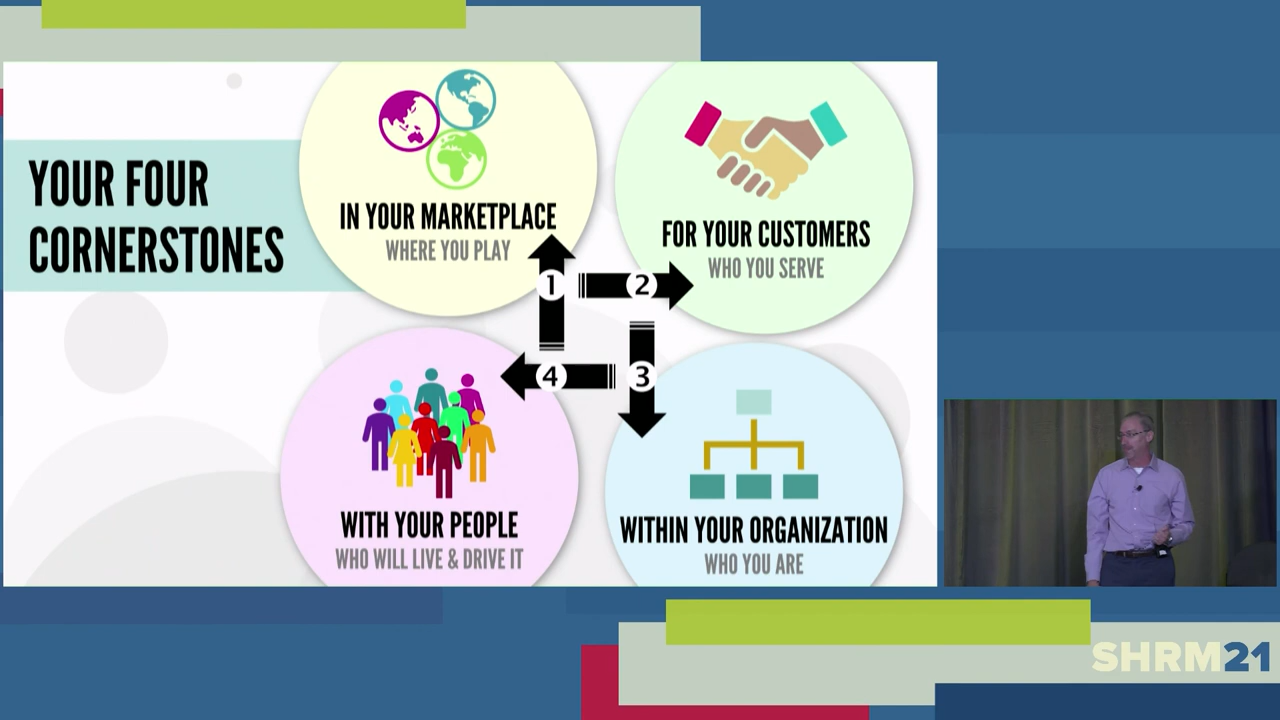 YOUR FOUR
CORNERSTONES
IN YOUR MARKETPLACE
WHERE YOU PLAY
FOR YOUR CUSTOMERS
WHO YOU SERVE
1
2
4
3
WITH YOUR PEOPLE
WHO WILL LIVE & DRIVE IT
WITHIN YOUR ORGANIZATION
WHO YOU ARE
SHRM21